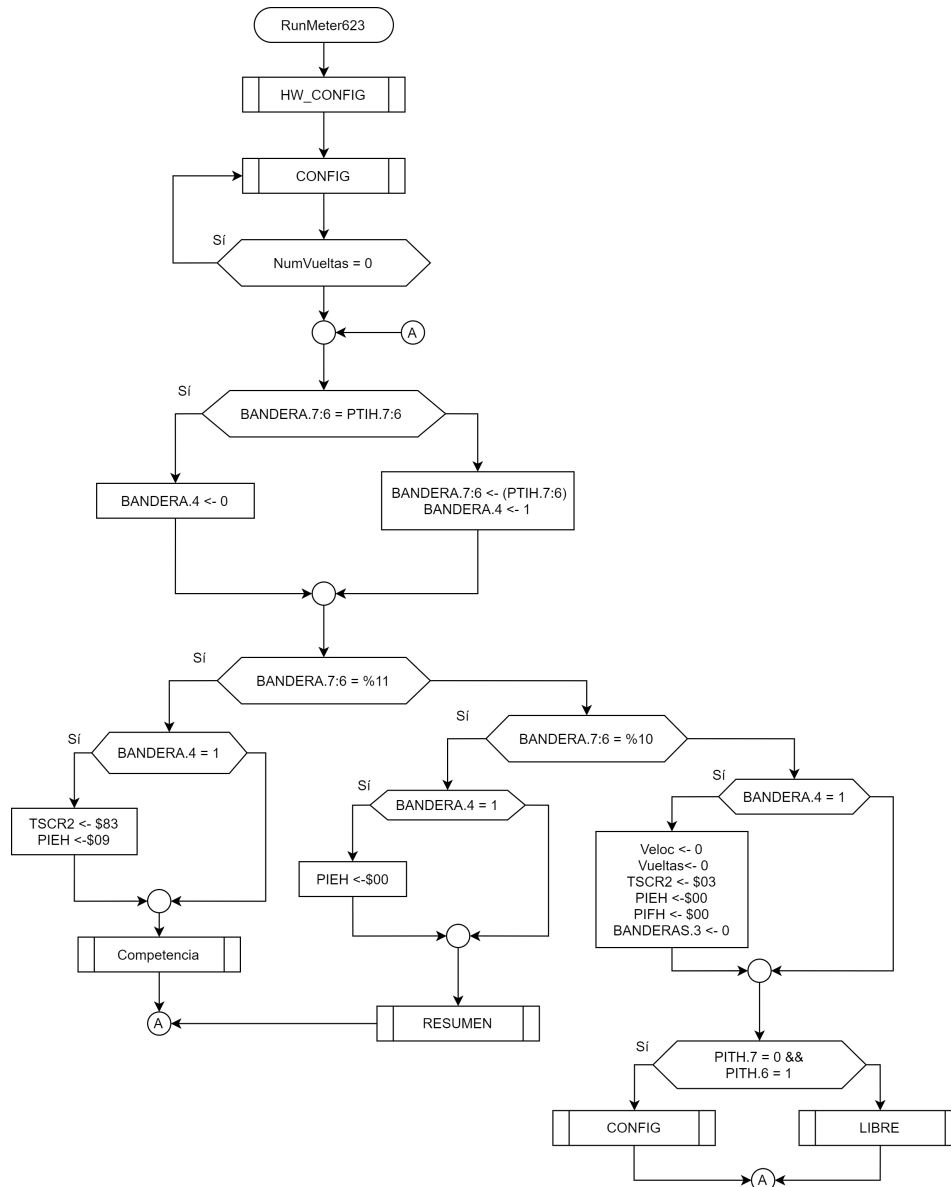 RunMeter623
HW_CONFIG
CONFIG
Sí
NumVueltas = 0
A
Sí
BANDERA.7:6 = PTIH.7:6
BANDERA.4 <- 0
BANDERA.7:6 <- (PTIH.7:6)
BANDERA.4 <- 1
Sí
BANDERA.7:6 = %11
Sí
BANDERA.7:6 = %10
Sí
BANDERA.4 = 1
Sí
BANDERA.4 = 1
Sí
BANDERA.4 = 1
TSCR2 <- $83
PIEH <-$09
PIEH <-$00
Veloc <- 0
Vueltas<- 0
TSCR2 <- $03
PIEH <-$00
PIFH <- $00
BANDERAS.3 <- 0
Competencia
A
RESUMEN
Sí
PITH.7 = 0 &&
PITH.6 = 1
CONFIG
LIBRE
A